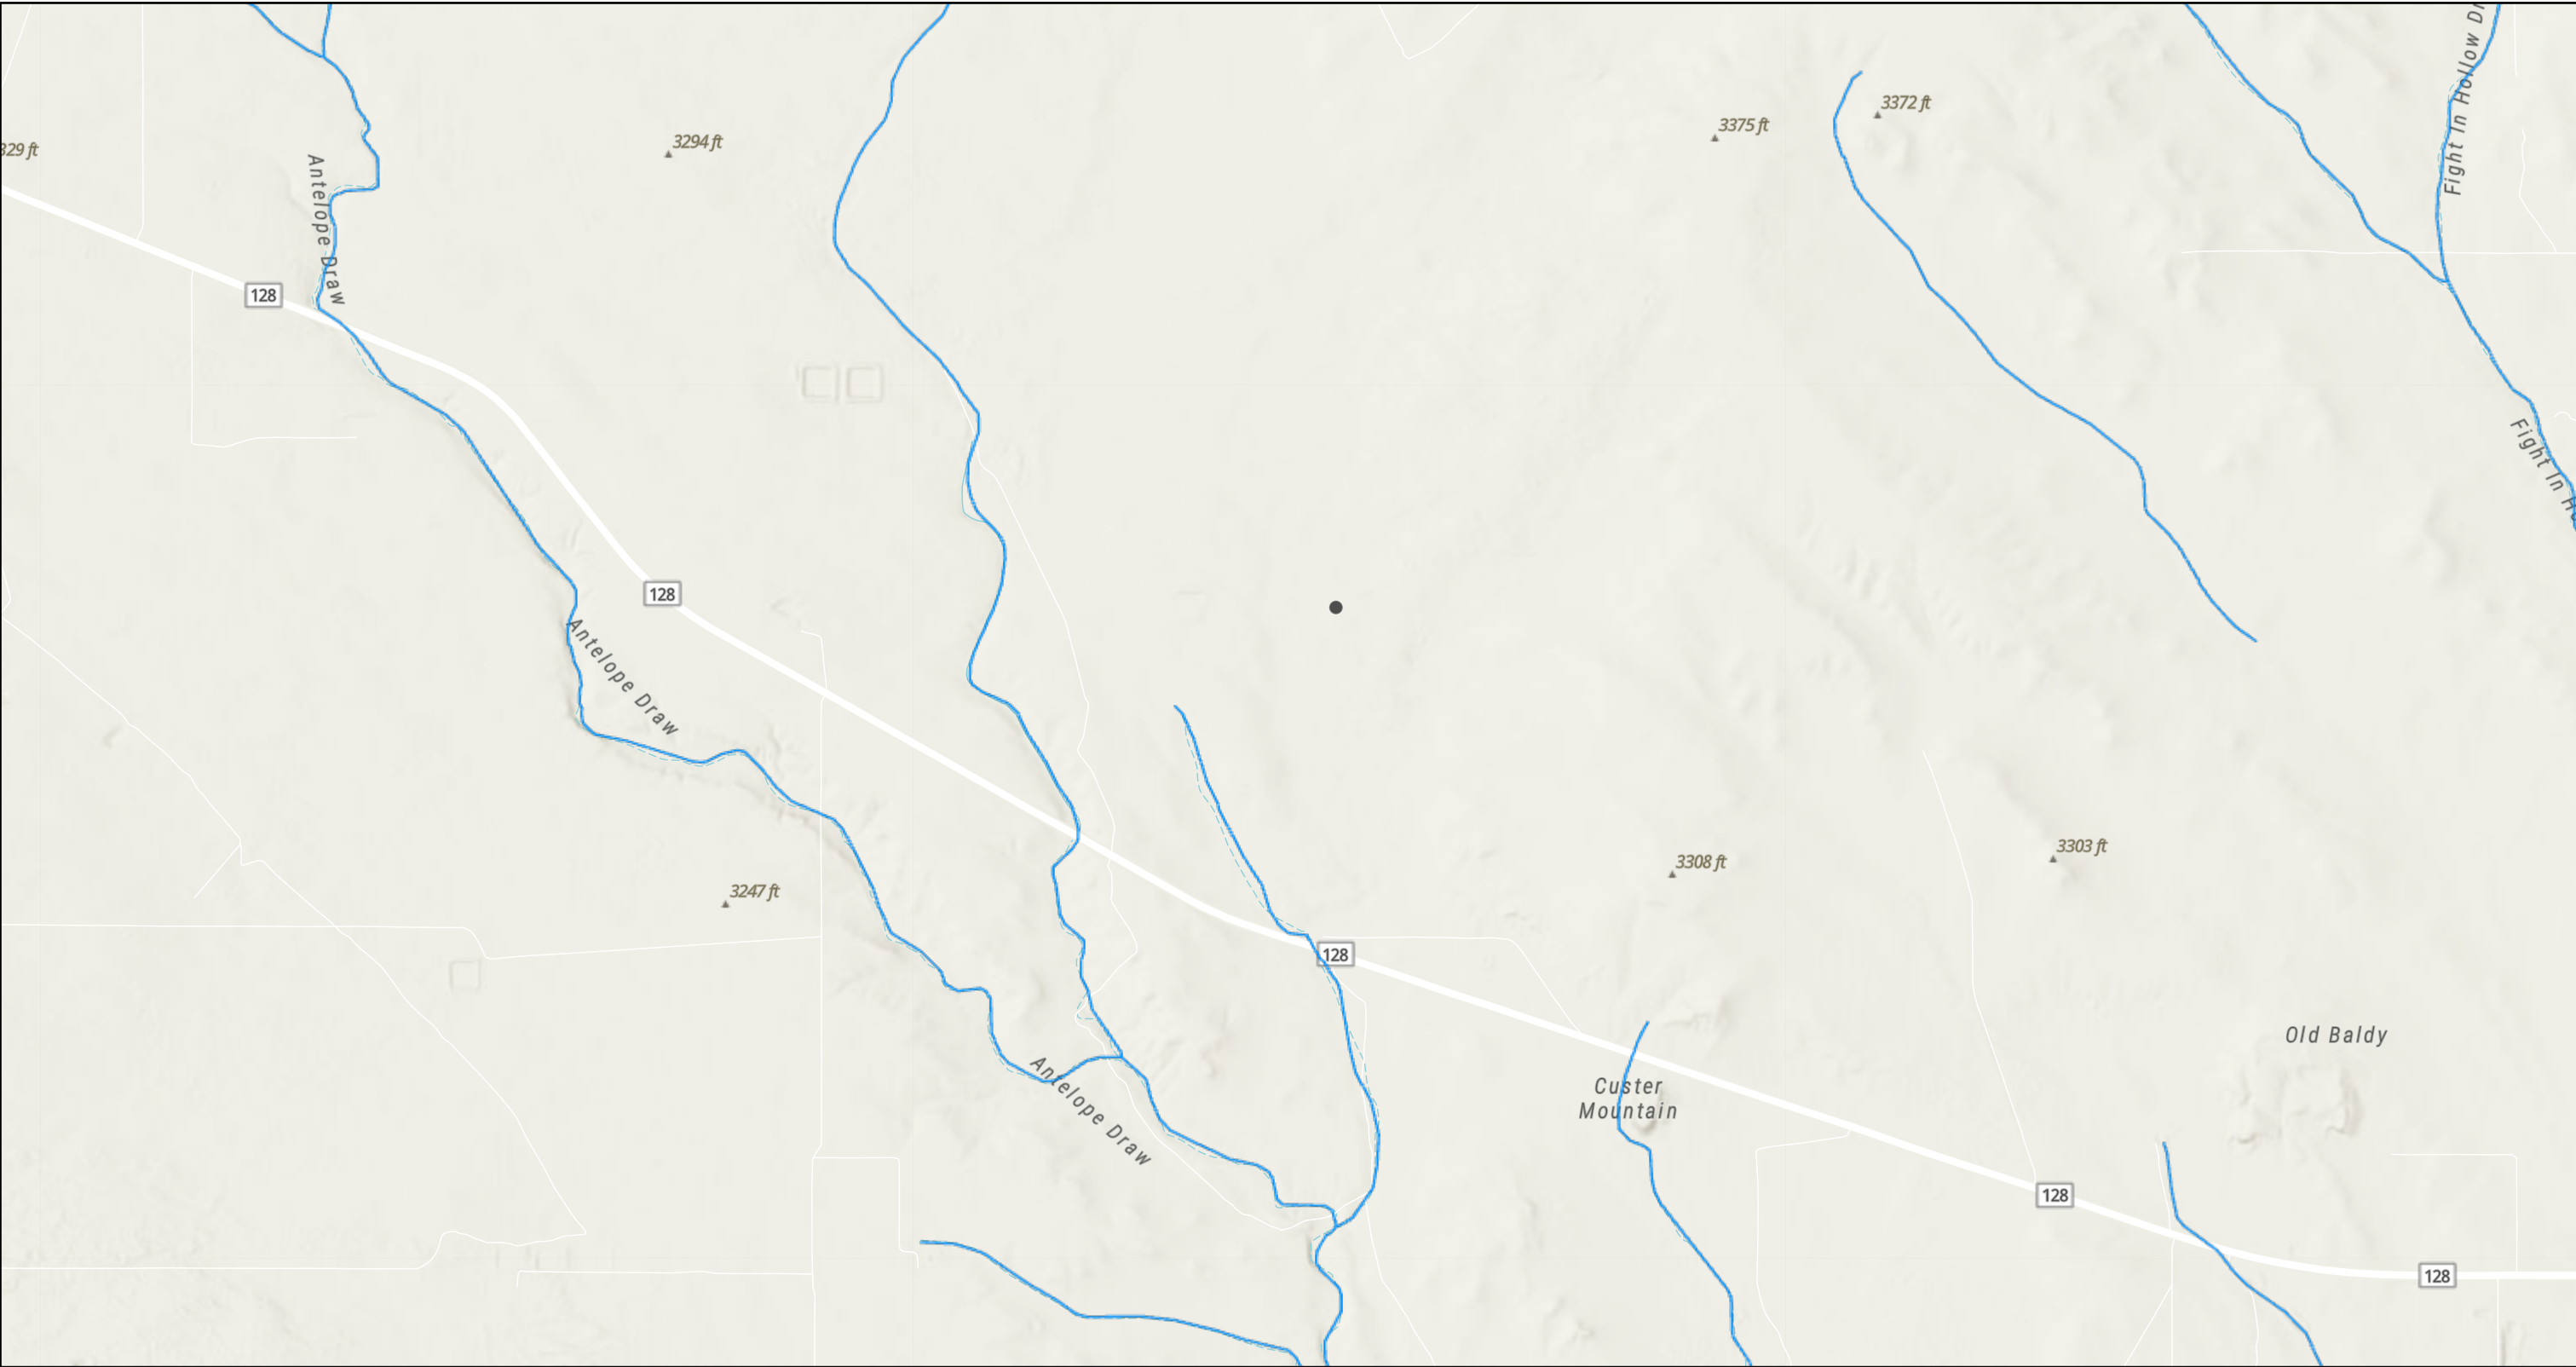 Fight In Hollow Dr
3372 ft
3375 ft
3294 ft
329 ft
Antelope Draw
128
Fight In Ho
128
Antelope Draw
3303 ft
3308 ft
3247 ft
128
Old Baldy
Custer
Mountain
Antelope Draw
128
128